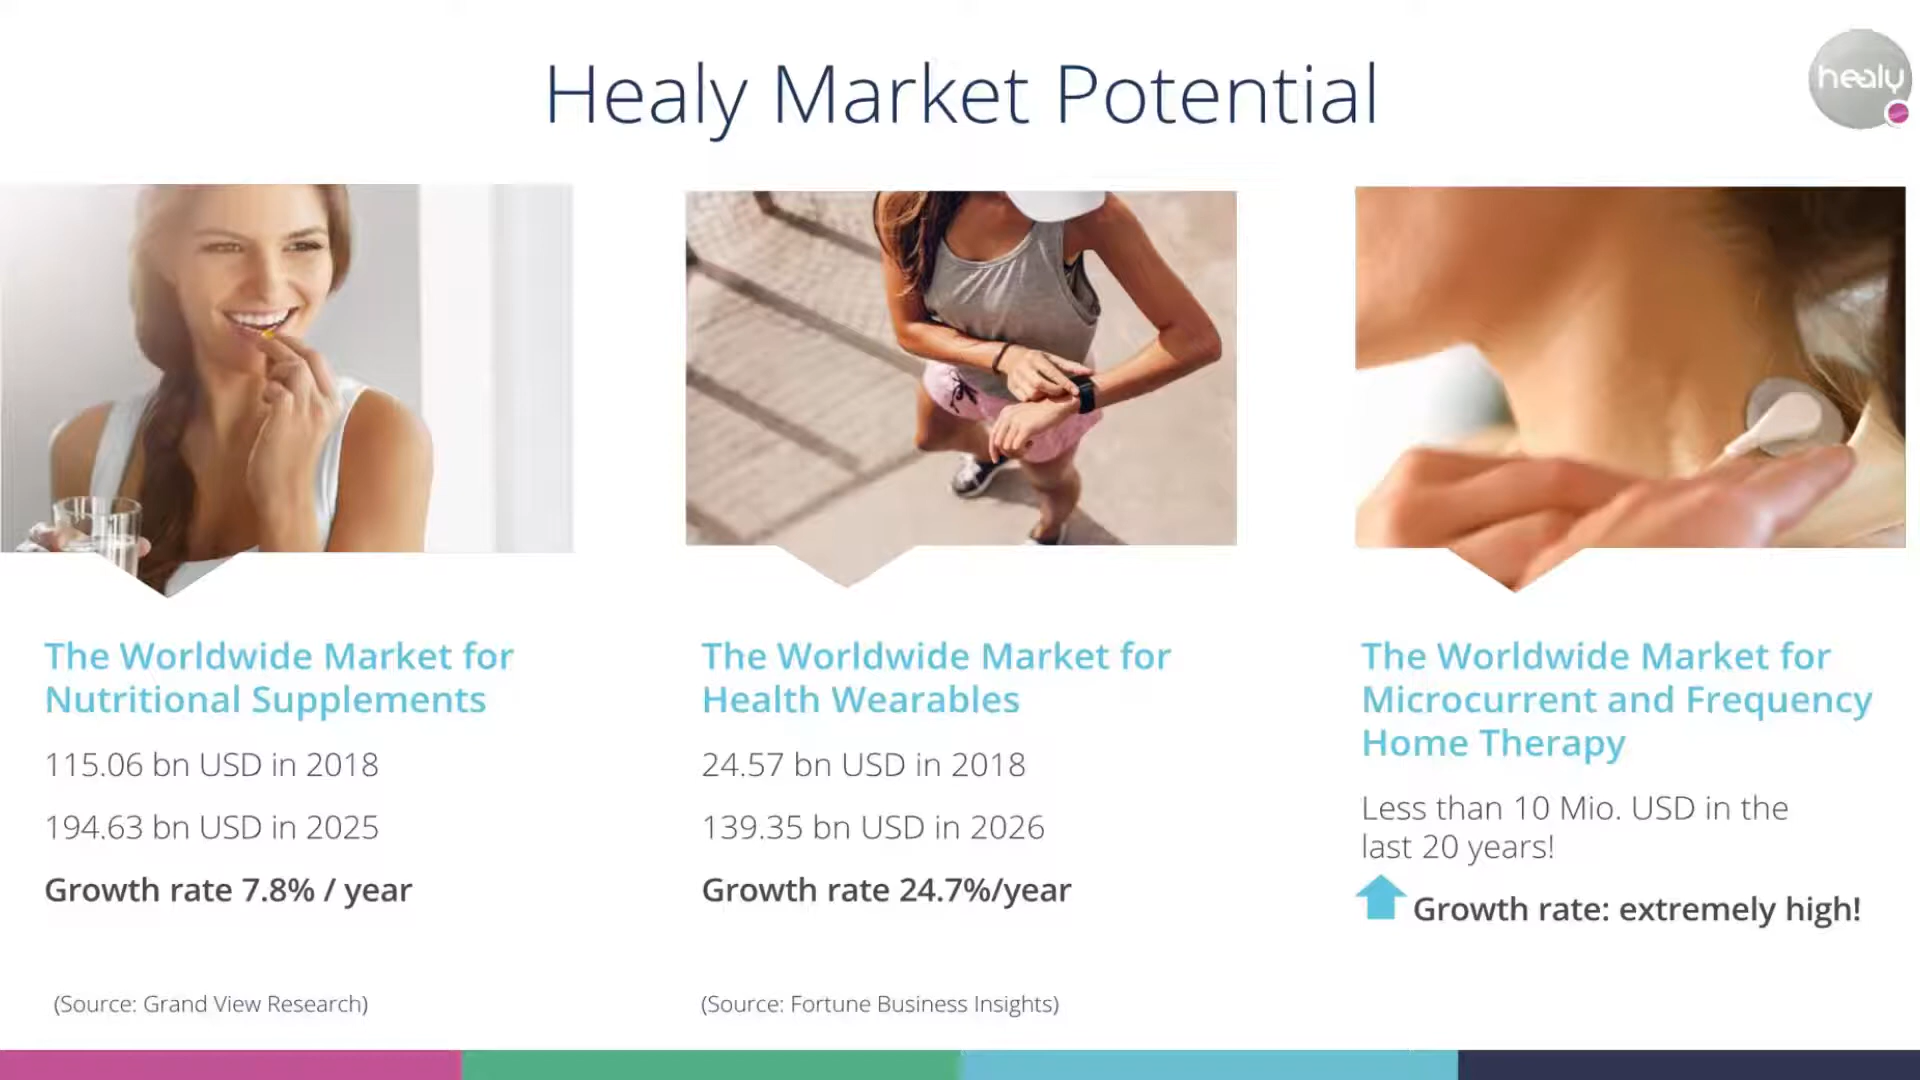 Healy Market Potential
healy
The Worldwide Market for
Nutritional Supplements
115.06 bn USD in 2018
194.63 bn USD in 2025
Growth rate 7.8% / year
(Source: Grand View Research)
The Worldwide Market for
Health Wearables
24.57 bn USD in 2018
139.35 bn USD in 2026
Growth rate 24.7%/year
(Source: Fortune Business Insights)
The Worldwide Market for
Microcurrent and Frequency
Home Therapy
Less than 10 Mio. USD in the
last 20 years!
Growth rate: extremely high!